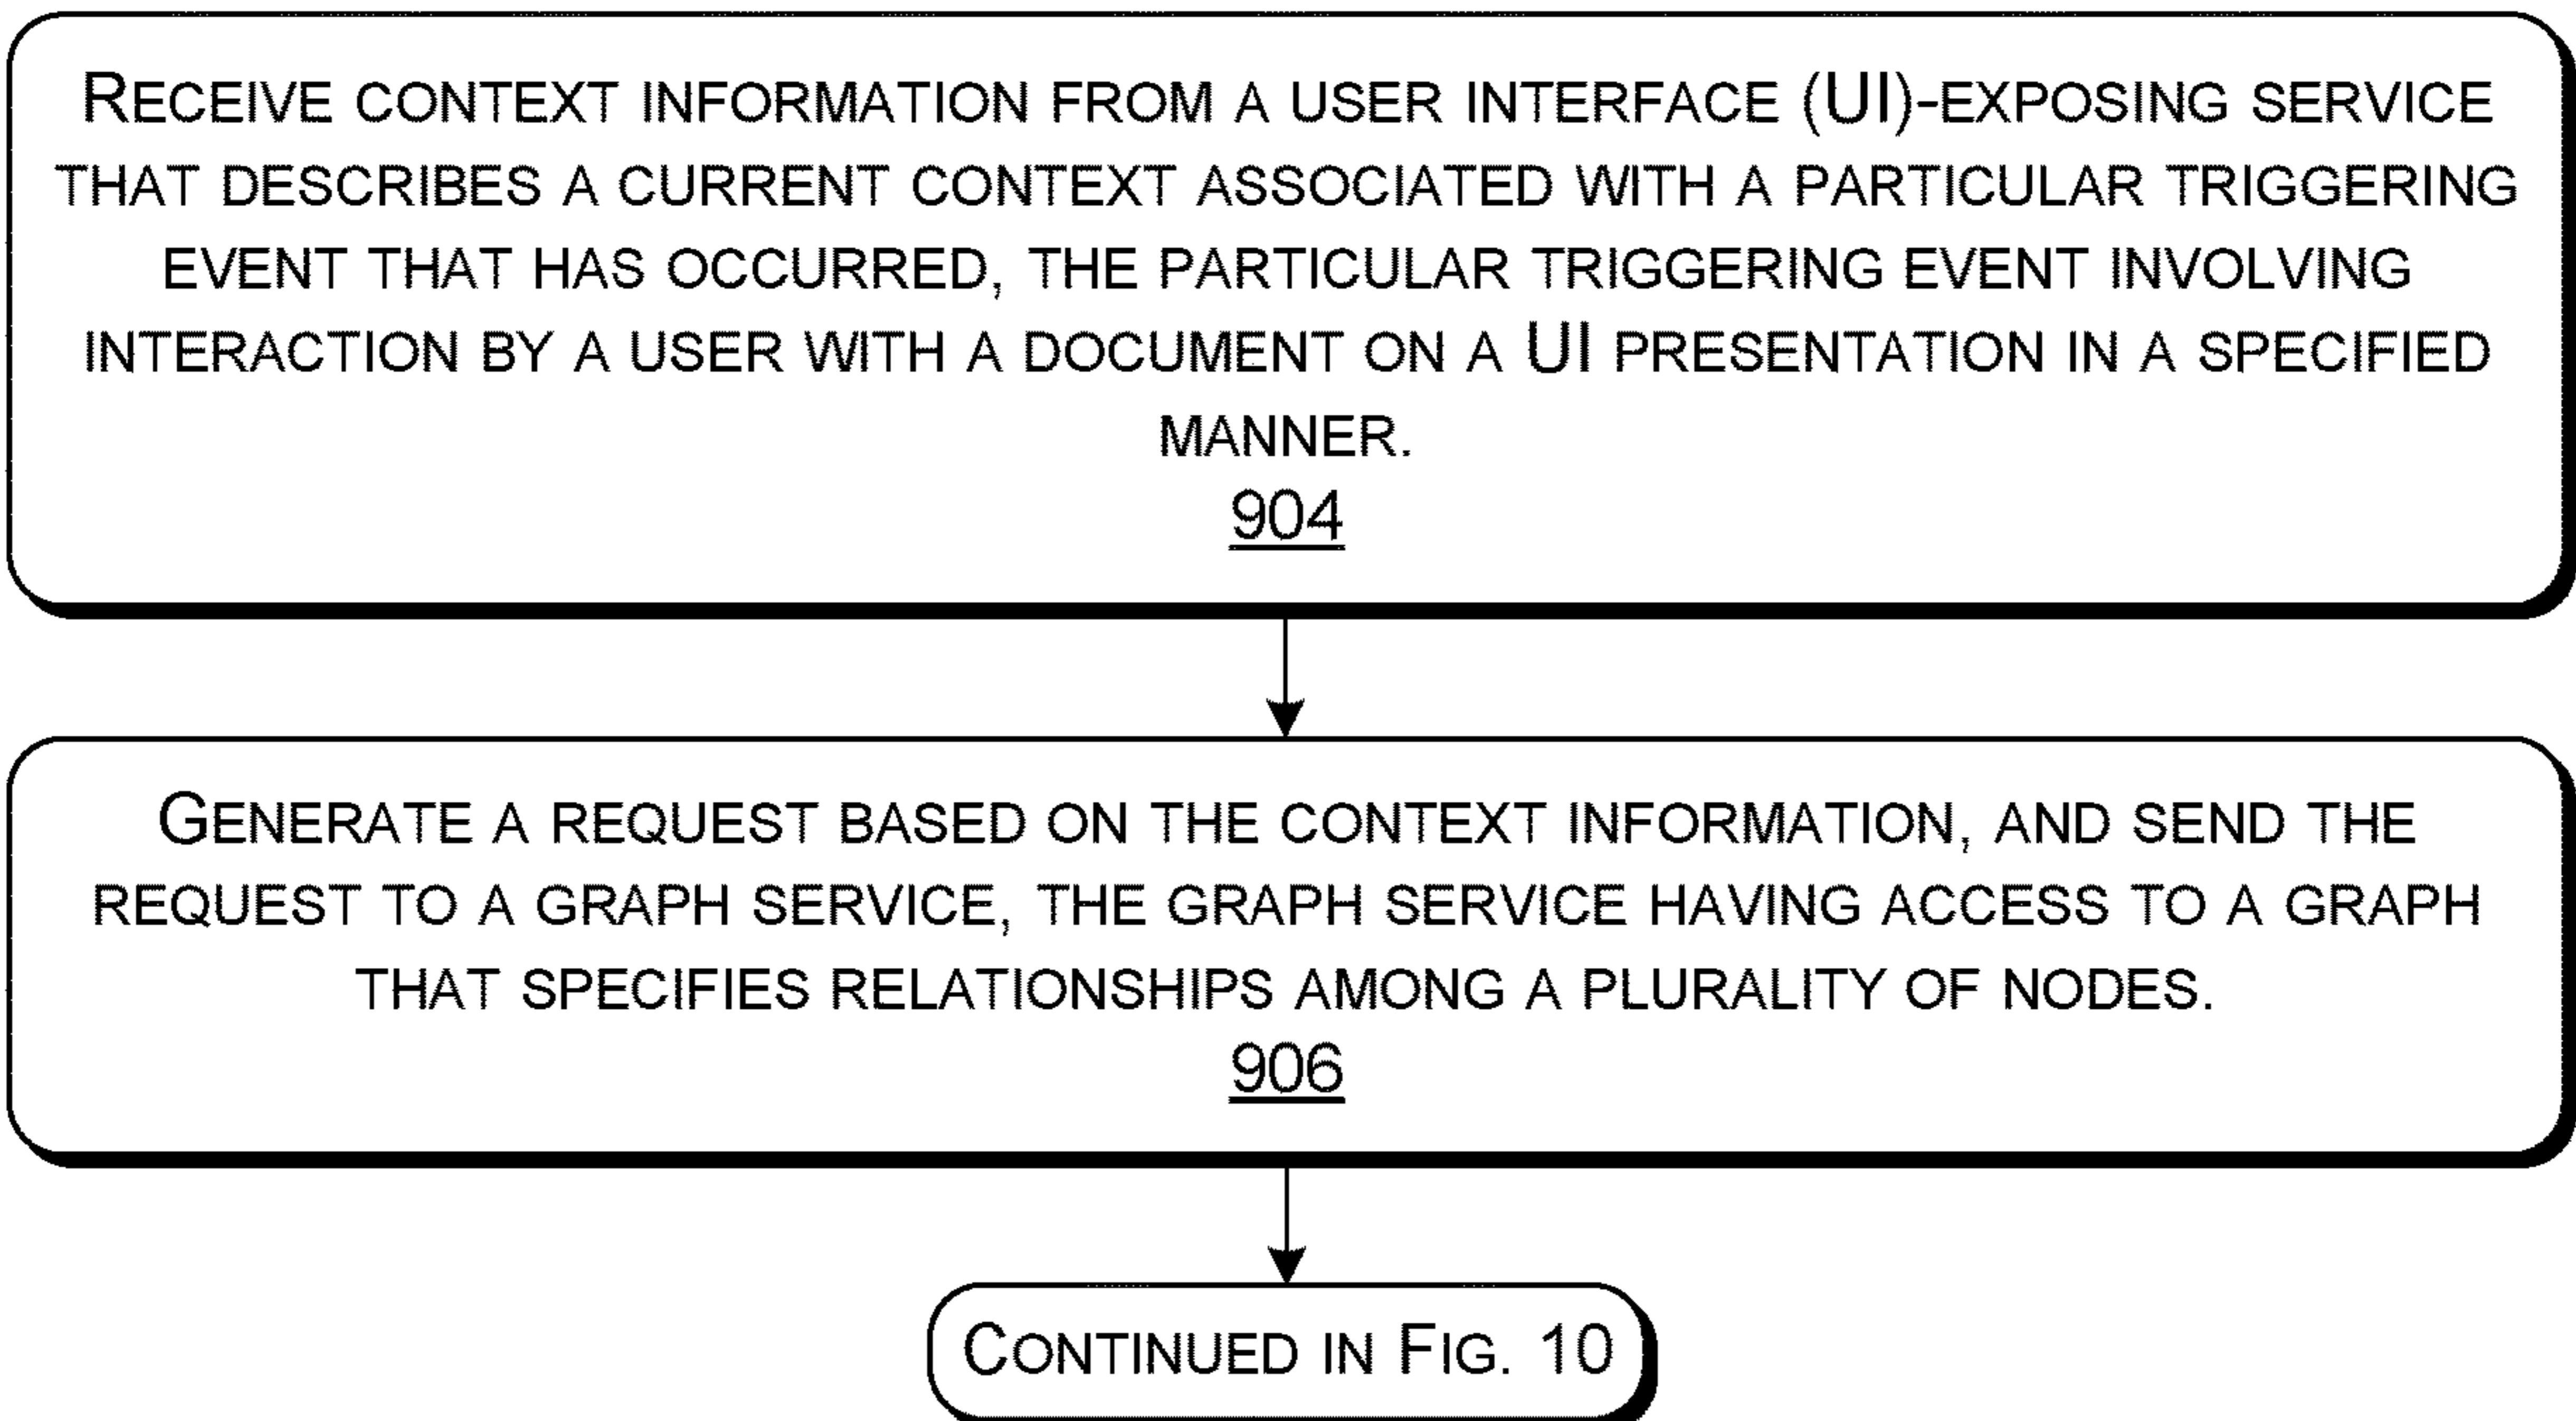 RECEIVE CONTEXT INFORMATION FROM A USER INTERFACE (UI)-EXPOSING SERVICE
THAT DESCRIBES A CURRENT CONTEXT ASSOCIATED WITH A PARTICULAR TRIGGERING
EVENT THAT HAS OCCURRED, THE PARTICULAR TRIGGERING EVENT INVOLVING
INTERACTION BY A USER WITH A DOCUMENT ON A UI PRESENTATION IN A SPECIFIED
MANNER.
904
GENERATE A REQUEST BASED ON THE CONTEXT INFORMATION, AND SEND THE
REQUEST TO A GRAPH SERVICE, THE GRAPH SERVICE HAVING ACCESS TO A GRAPH
THAT SPECIFIES RELATIONSHIPS AMONG A PLURALITY OF NODES.
906
CONTINUED IN FIG. 10